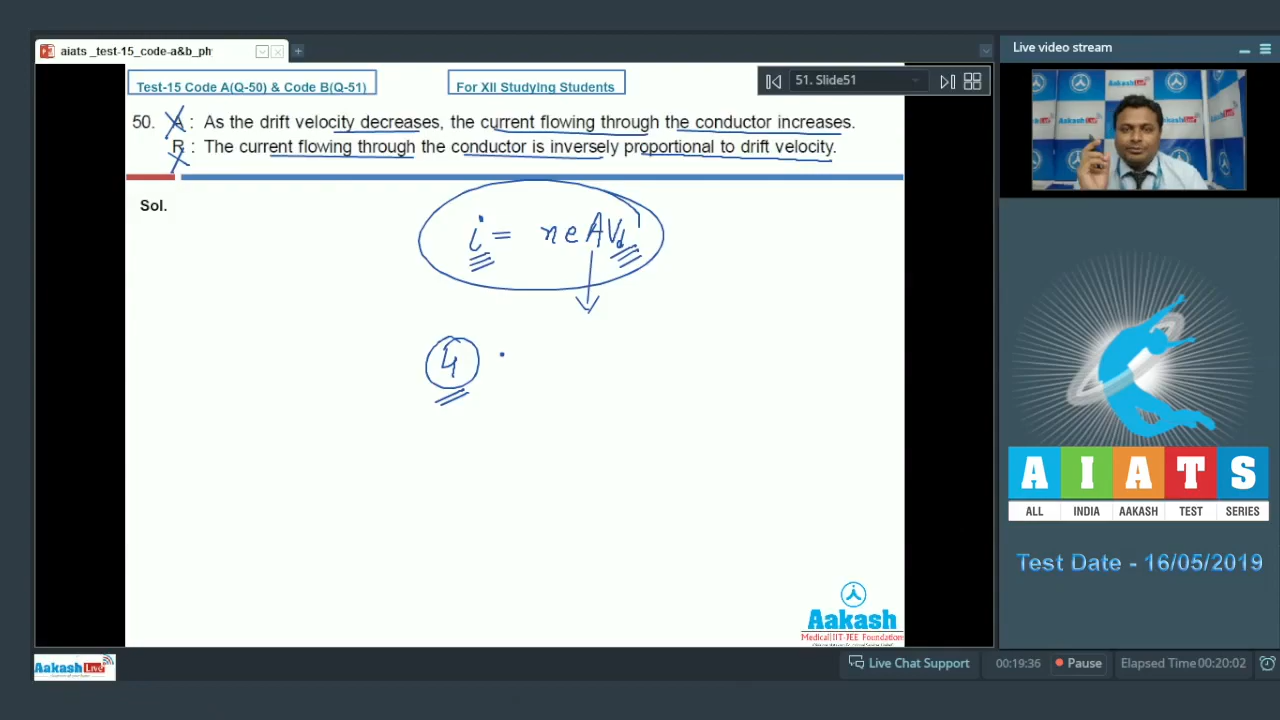 aiats _test-15_code-a&b_ph
Live video stream
Test-15 Code A(Q-50) & Code B(Q-51)
For XII Studying Students
51. Slide51
50. A : As the drift velocity decreases, the current flowing through the conductor increases.
R : The current flowing through the conductor is inversely proportional to drift velocity.
Sol.
i = neAVd
4
AIATS
ALL INDIA AAKASH TEST SERIES
Test Date - 16/05/2019
Aakash
Medical|IIT-JEE|Foundations
Aakash Live
Live Chat Support
00:19:36
Pause
Elapsed Time 00:20:02